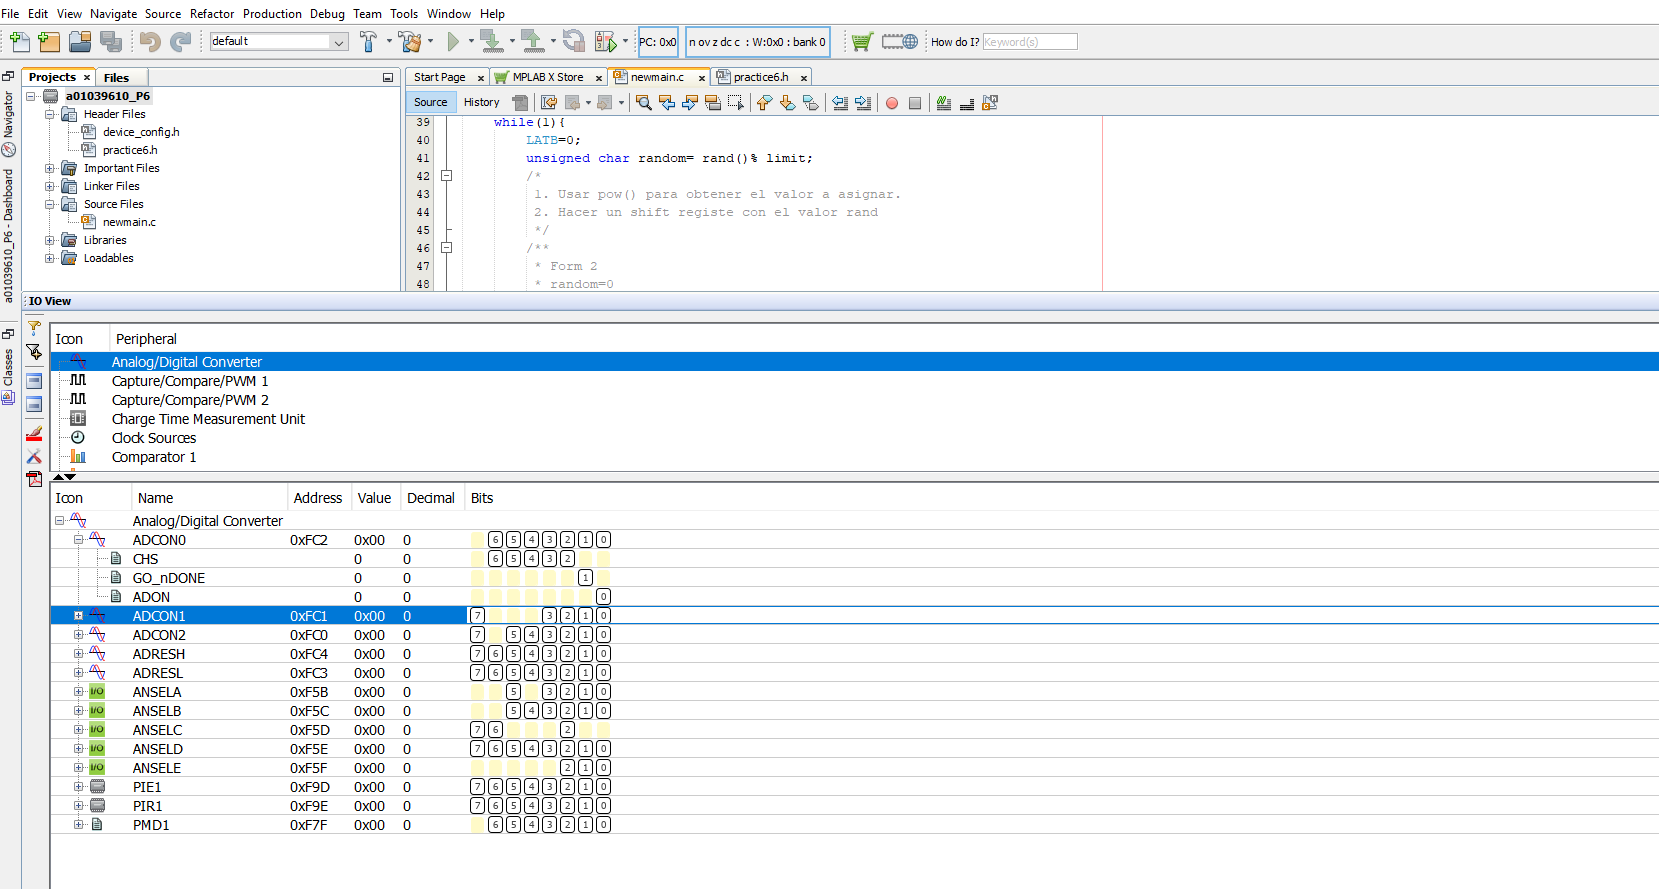 File Edit View Navigate Source Refactor Production Debug Team Tools Window Help
default PC: 0x0 n ov z dc c : W:0x0 : bank 0 How do I? Keyword(s)
Projects Files
Start Page MPLAB X Store newmain.c practice6.h
Source History
Navigator
a01039610_P6 - Dashboard
Classes
a01039610_P6
Header Files
device_config.h
practice6.h
Important Files
Linker Files
Source Files
newmain.c
Libraries
Loadables
39 while(1){
40 LATB=0;
41 unsigned char random= rand()% limit;
42 /*
43 1. Usar pow() para obtener el valor a asignar.
44 2. Hacer un shift registe con el valor rand
45 */
46 /**
47 * Form 2
48 * random=0
IO View
Icon Peripheral
Analog/Digital Converter
Capture/Compare/PWM 1
Capture/Compare/PWM 2
Charge Time Measurement Unit
Clock Sources
Comparator 1
Icon Name Address Value Decimal Bits
Analog/Digital Converter
ADCON0 0xFC2 0x00 0 6 5 4 3 2 1 0
CHS 0 0 6 5 4 3 2
GO_nDONE 0 0 1
ADON 0 0 0
ADCON1 0xFC1 0x00 0 7 3 2 1 0
ADCON2 0xFC0 0x00 0 7 5 4 3 2 1 0
ADRESH 0xFC4 0x00 0 7 6 5 4 3 2 1 0
ADRESL 0xFC3 0x00 0 7 6 5 4 3 2 1 0
I/O ANSELA 0xF5B 0x00 0 5 3 2 1 0
I/O ANSELB 0xF5C 0x00 0 5 4 3 2 1 0
I/O ANSELC 0xF5D 0x00 0 7 6 2
I/O ANSELD 0xF5E 0x00 0 7 6 5 4 3 2 1 0
I/O ANSELE 0xF5F 0x00 0 2 1 0
PIE1 0xF9D 0x00 0 7 6 5 4 3 2 1 0
PIR1 0xF9E 0x00 0 7 6 5 4 3 2 1 0
PMD1 0xF7F 0x00 0 6 5 4 3 2 1 0